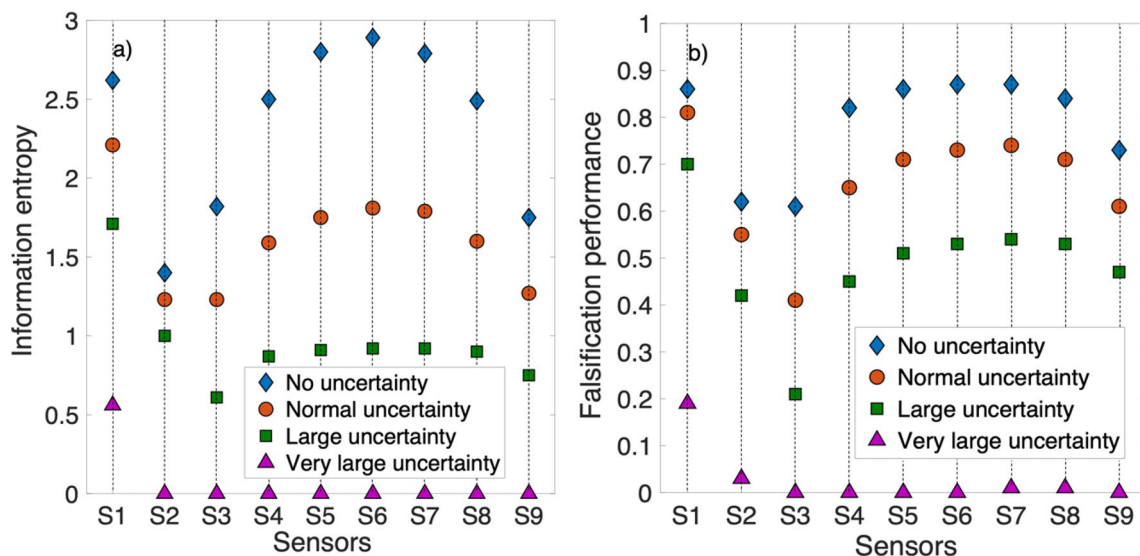 a)
Information entropy
3
2.5
2
1.5
1
0.5
0
No uncertainty
Normal uncertainty
Large uncertainty
Very large uncertainty
S1 S2 S3 S4 S5 S6 S7 S8 S9
Sensors
b)
Falsification performance
1
0.9
0.8
0.7
0.6
0.5
0.4
0.3
0.2
0.1
0
No uncertainty
Normal uncertainty
Large uncertainty
Very large uncertainty
S1 S2 S3 S4 S5 S6 S7 S8 S9
Sensors